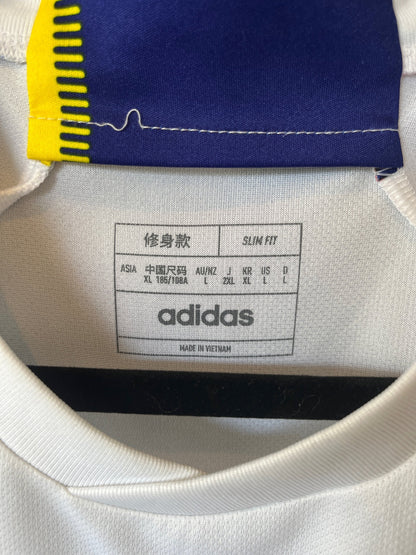 修身款 SLIM FIT
ASIA 中国尺码 AU/NZ J KR US D
XL 185/108A L 2XL XL L L
adidas
MADE IN VIETNAM